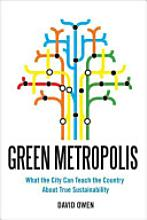 GREEN METROPOLIS
What the City Can Teach the Country
About True Sustainability
DAVID OWEN